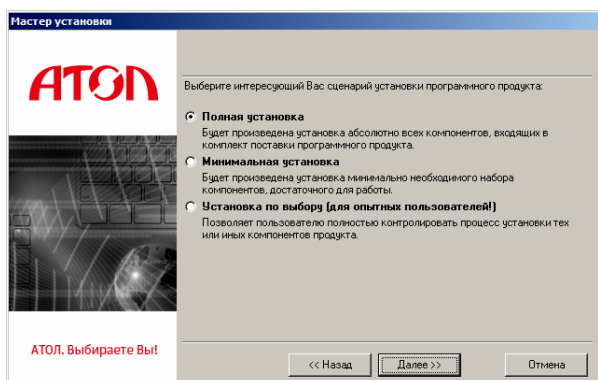 Мастер установки
АТОЛ
Выберите интересующий Вас сценарий установки программного продукта:
Полная установка
Будет произведена установка абсолютно всех компонентов, входящих в
комплект поставки программного продукта.
Минимальная установка
Будет произведена установка минимально необходимого набора
компонентов, достаточного для работы.
Установка по выбору (для опытных пользователей!)
Позволяет пользователю полностью контролировать процесс установки тех
или иных компонентов продукта.
АТОЛ. Выбираете Вы!
<< Назад
Далее >>
Отмена